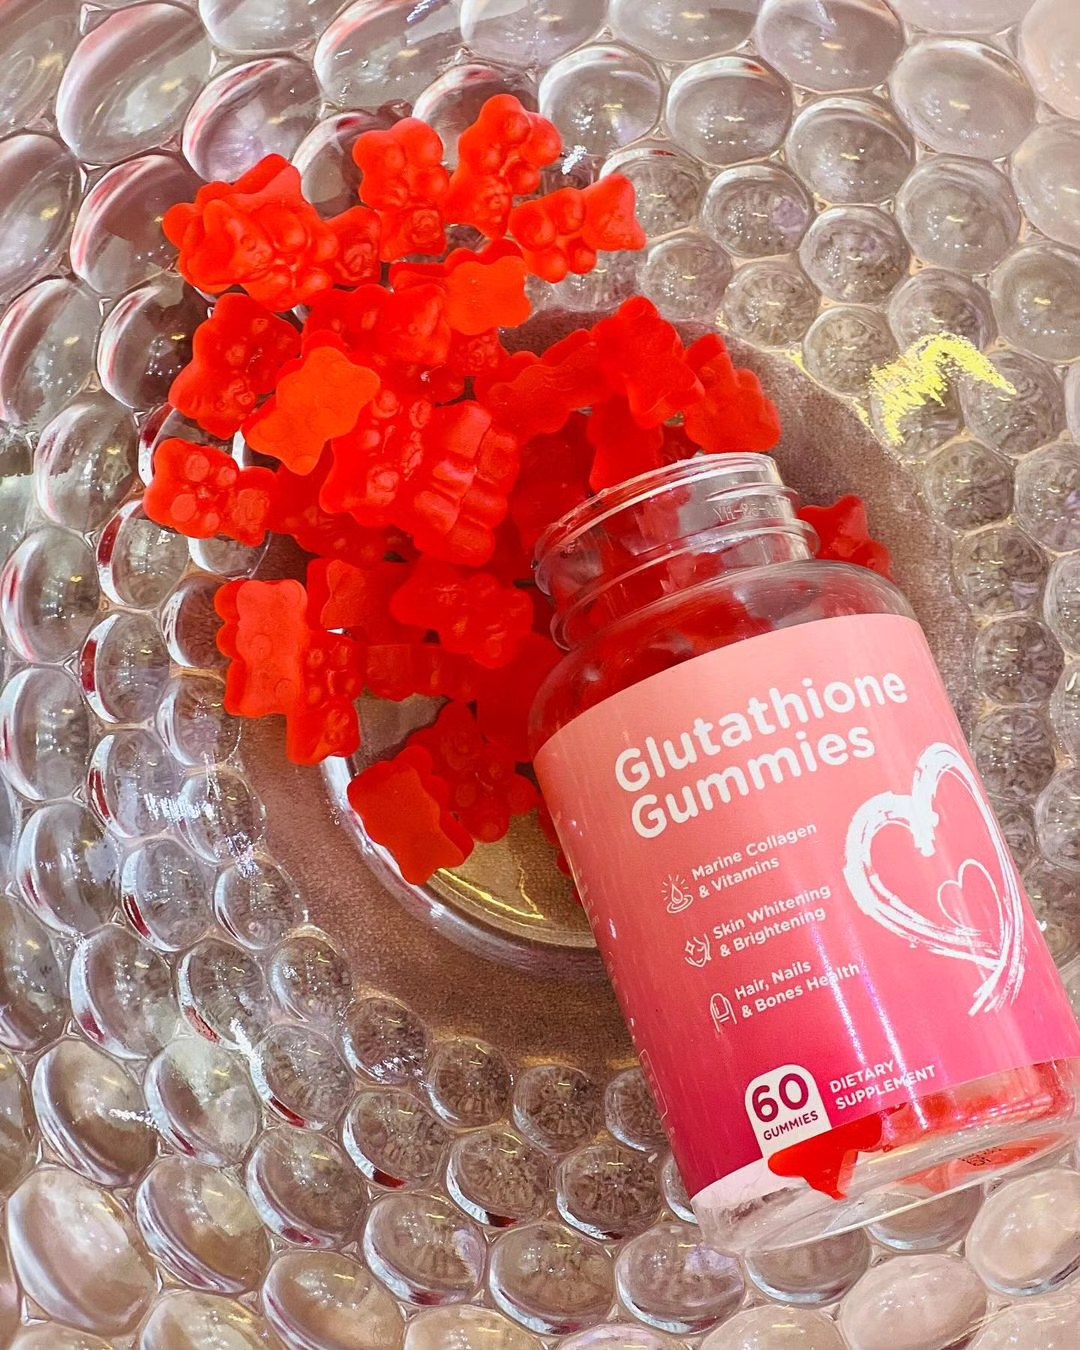 Glutathione
Gummies
Marine Collagen
& Vitamins
Skin Whitening
& Brightening
Hair, Nails
& Bones Health
60
GUMMIES
DIETARY
SUPPLEMENT